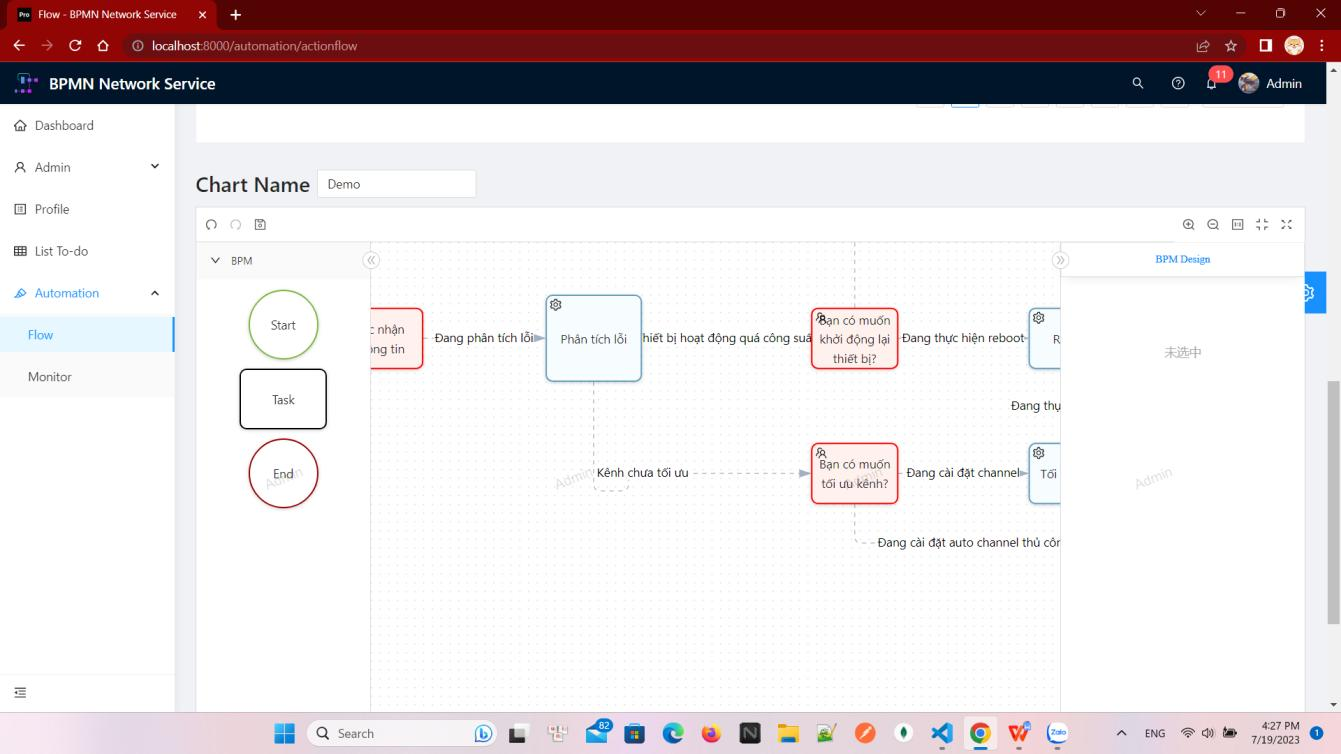 Flow - BPMN Network Service
localhost:8000/automation/actionflow
BPMN Network Service
11
Admin
Dashboard
Admin
Profile
List To-do
Automation
Flow
Monitor
Chart Name
Demo
BPM
BPM Design
Start
Task
End
Admin
nhận
tin
Đang phân tích lỗi
Phân tích lỗi
hiết bị hoạt động quá công suấ
Bạn có muốn
khởi động lại
thiết bị?
Đang thực hiện reboot
R
未选中
Đang thụ
Kênh chưa tối ưu
Admin
Bạn có muốn
tối ưu kênh?
Đang cài đặt channel
Tối
Admin
Đang cài đặt auto channel thủ côn
Search
82
ENG
4:27 PM
7/19/2023
1